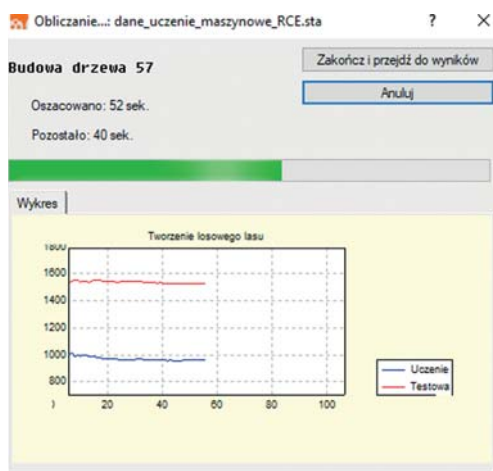 Obliczanie...: dane_uczenie_maszynowe_RCE.sta ? ×
Budowa drzewa 57
Zakończ i przejdź do wyników
Anuluj
Oszacowano: 52 sek.
Pozostało: 40 sek.
Wykres
Tworzenie losowego lasu
1800
1600
1400
1200
1000
800
) 20 40 60 80 100
Uczenie
Testowa